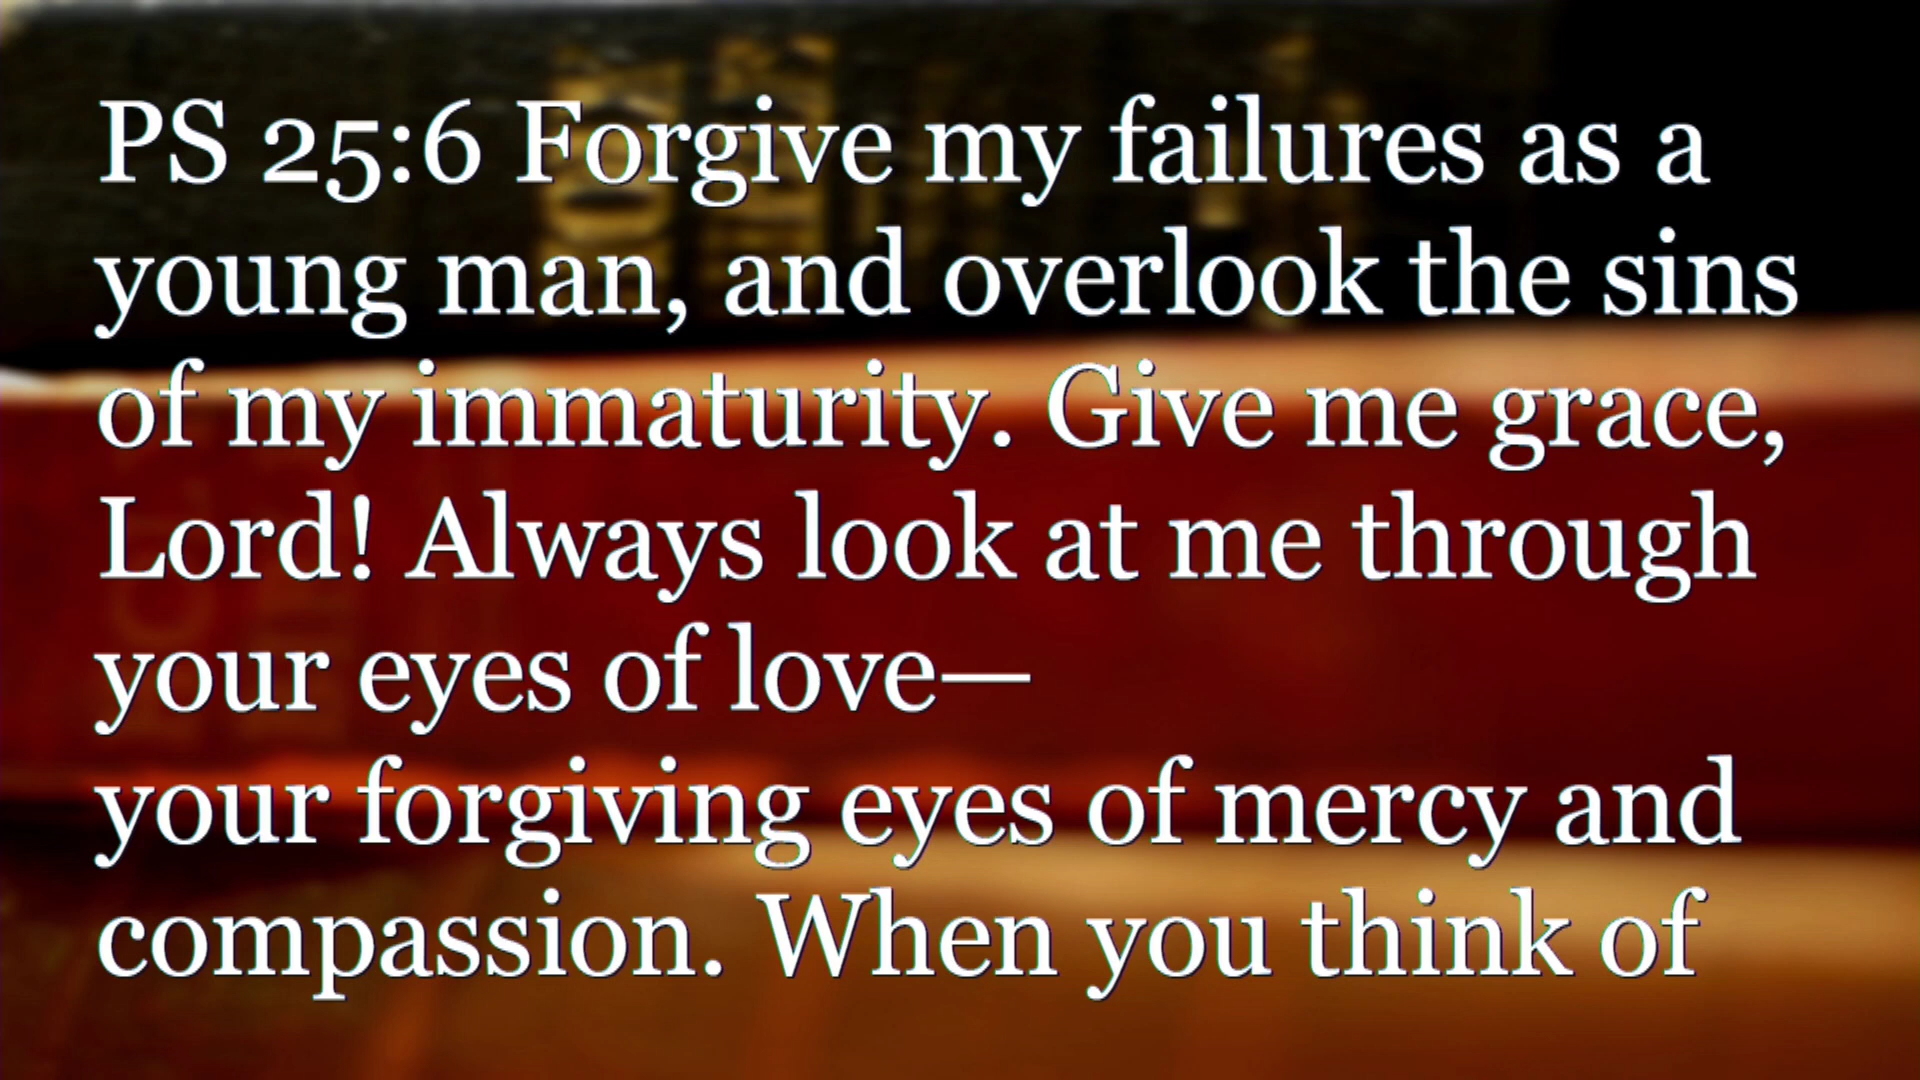 PS 25:6 Forgive my failures as a
young man, and overlook the sins
of my immaturity. Give me grace,
Lord! Always look at me through
your eyes of love—
your forgiving eyes of mercy and
compassion. When you think of